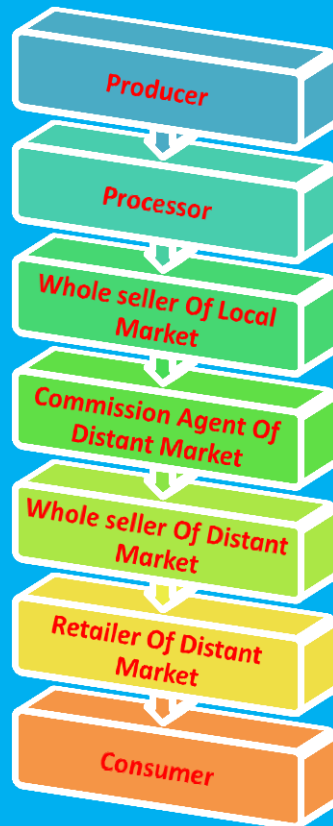 Producer
Processor
Whole seller Of Local
Market
Commission Agent Of
Distant Market
Whole seller Of Distant
Market
Retailer Of Distant
Market
Consumer